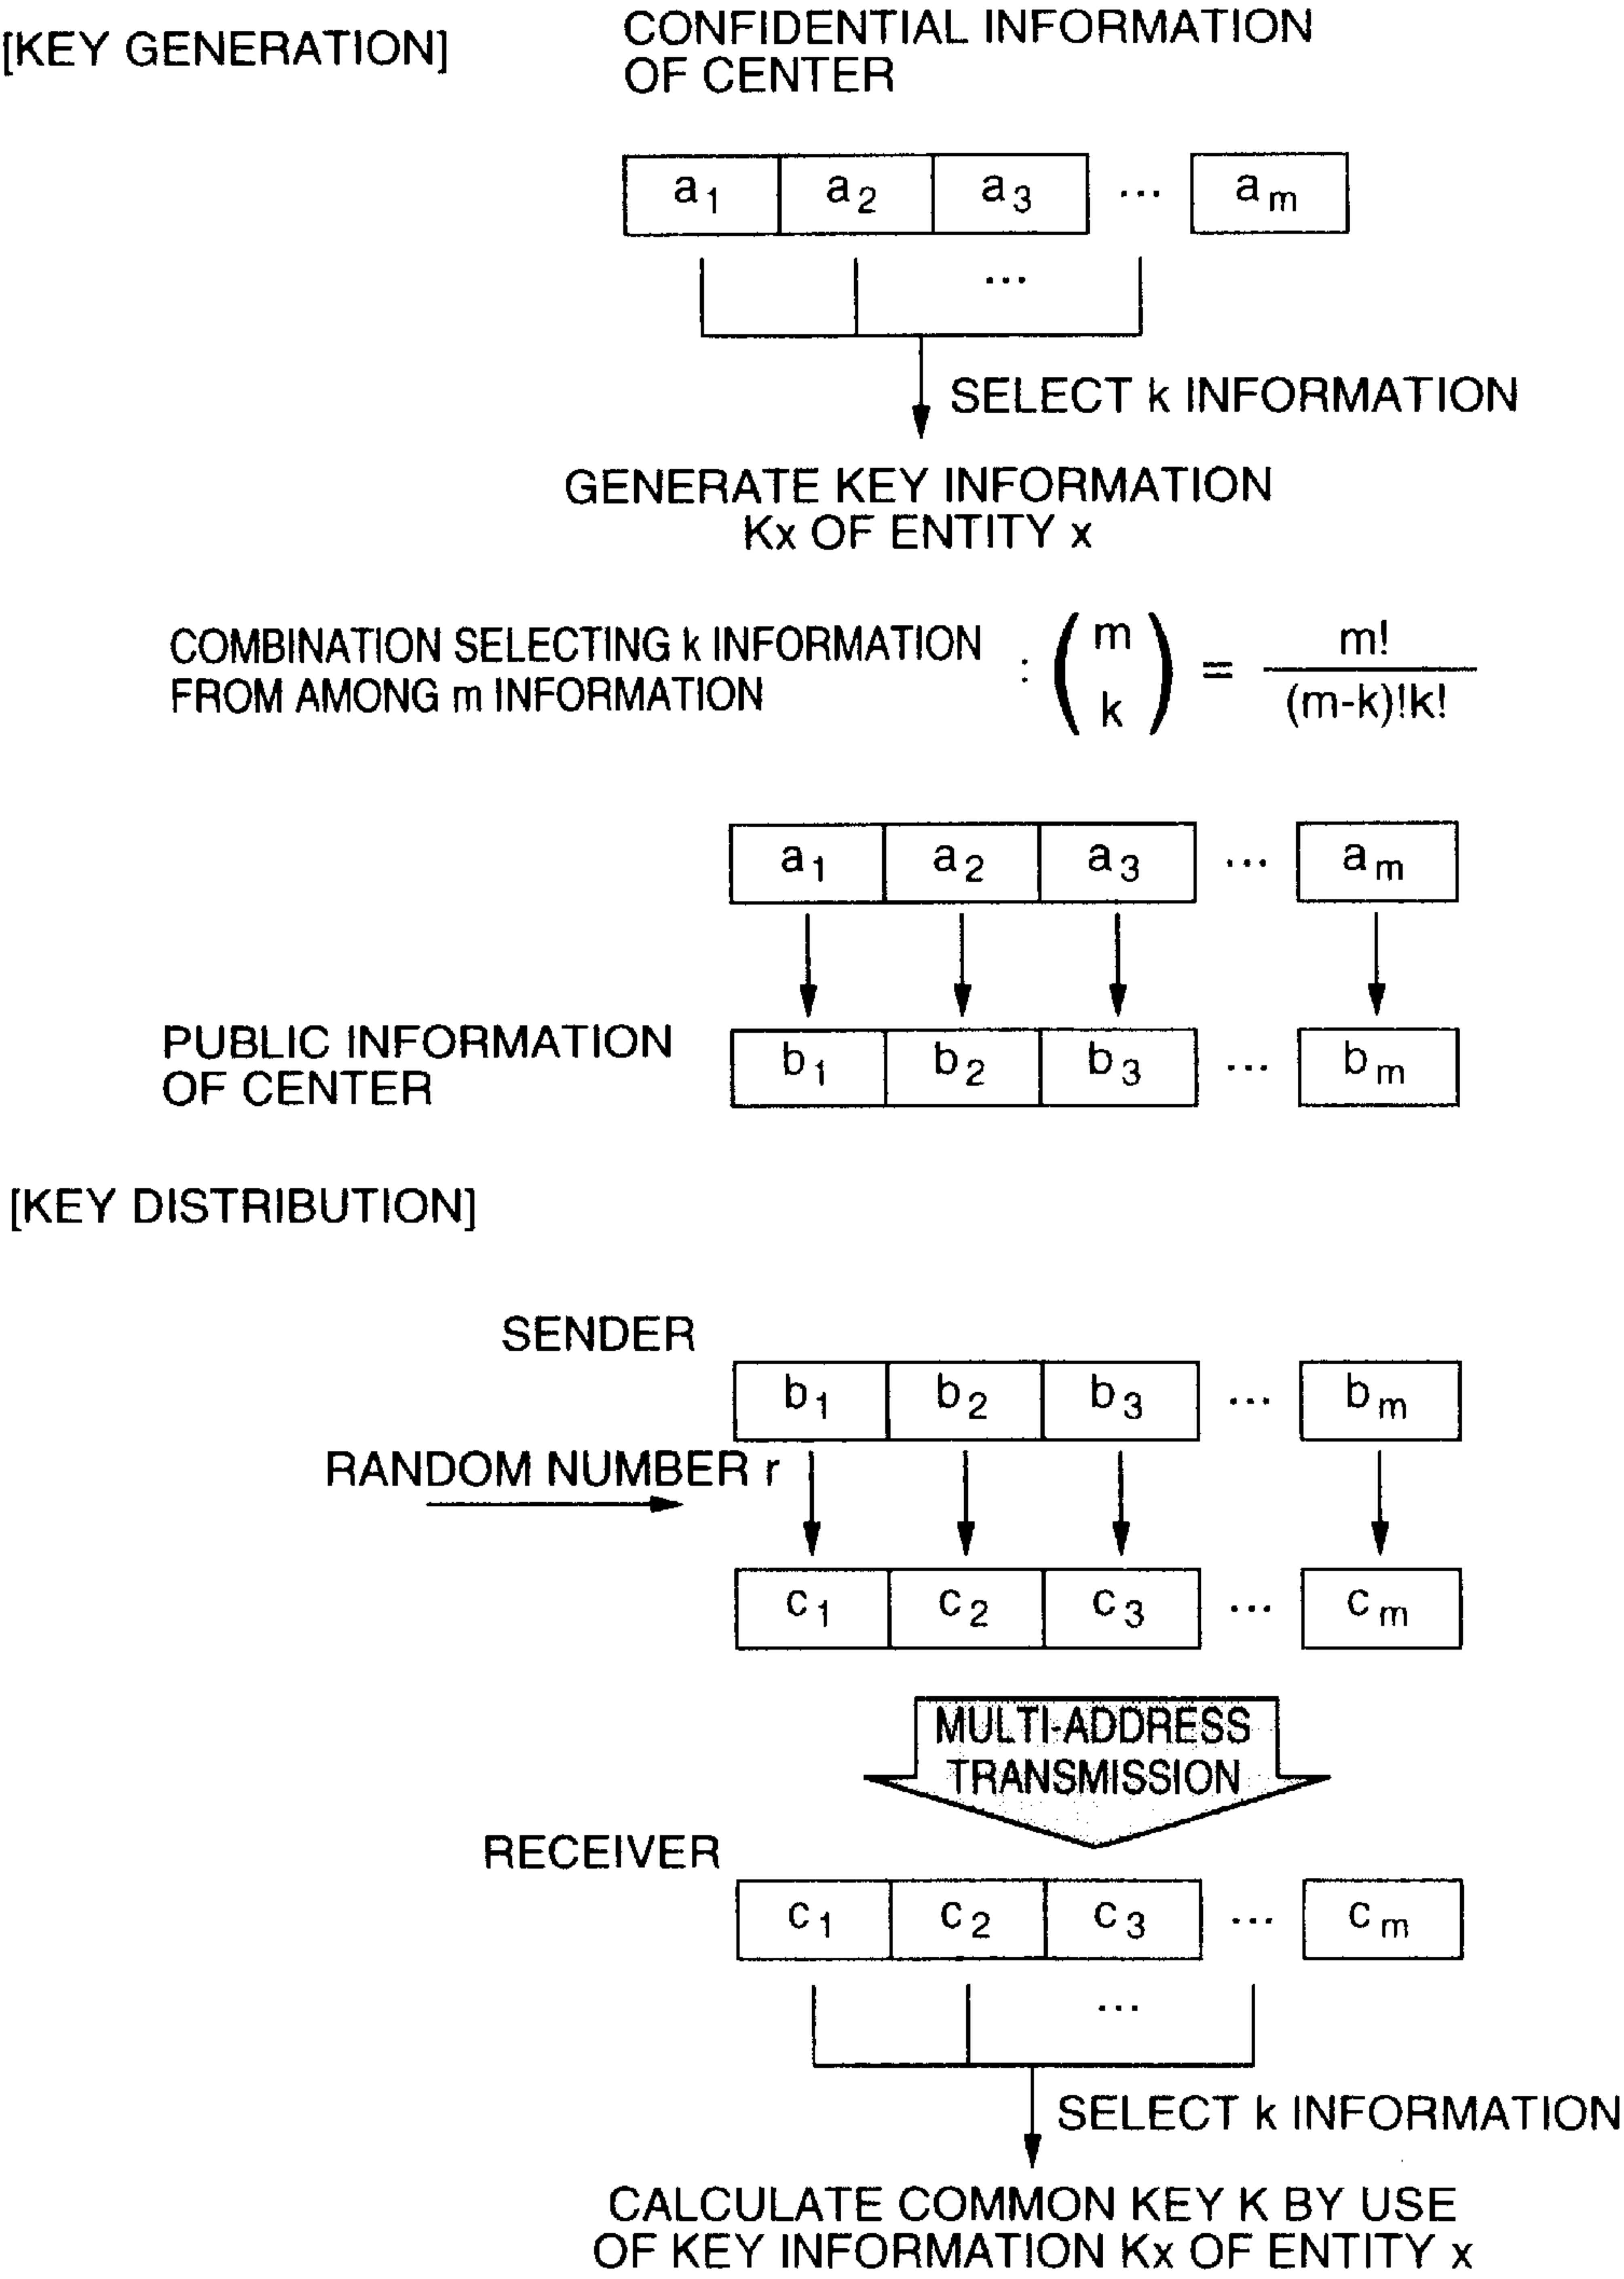 [KEY GENERATION]
CONFIDENTIAL INFORMATION
OF CENTER
a1 a2 a3 ... am
...
SELECT k INFORMATION
GENERATE KEY INFORMATION
Kx OF ENTITY x
COMBINATION SELECTING k INFORMATION
FROM AMONG m INFORMATION
: (m k) = m! / (m-k)!k!
a1 a2 a3 ... am
PUBLIC INFORMATION
OF CENTER
b1 b2 b3 ... bm
[KEY DISTRIBUTION]
SENDER
b1 b2 b3 ... bm
RANDOM NUMBER r
c1 c2 c3 ... cm
MULTI-ADDRESS
TRANSMISSION
RECEIVER
c1 c2 c3 ... cm
...
SELECT k INFORMATION
CALCULATE COMMON KEY K BY USE
OF KEY INFORMATION Kx OF ENTITY x